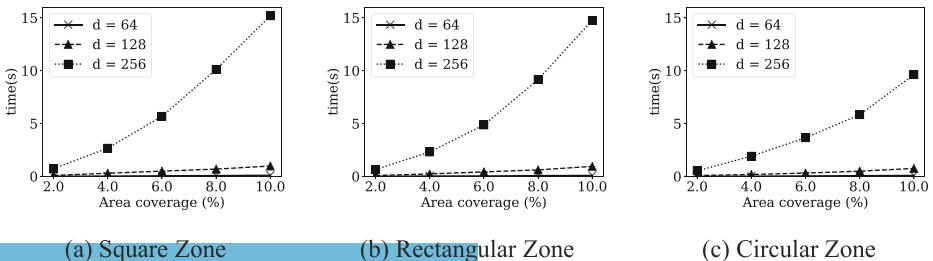 15
10
5
0
time(s)
d = 64
d = 128
d = 256
2.0 4.0 6.0 8.0 10.0
Area coverage (%)
(a) Square Zone
15
10
5
0
time(s)
d = 64
d = 128
d = 256
2.0 4.0 6.0 8.0 10.0
Area coverage (%)
(b) Rectangular Zone
15
10
5
0
time(s)
d = 64
d = 128
d = 256
2.0 4.0 6.0 8.0 10.0
Area coverage (%)
(c) Circular Zone